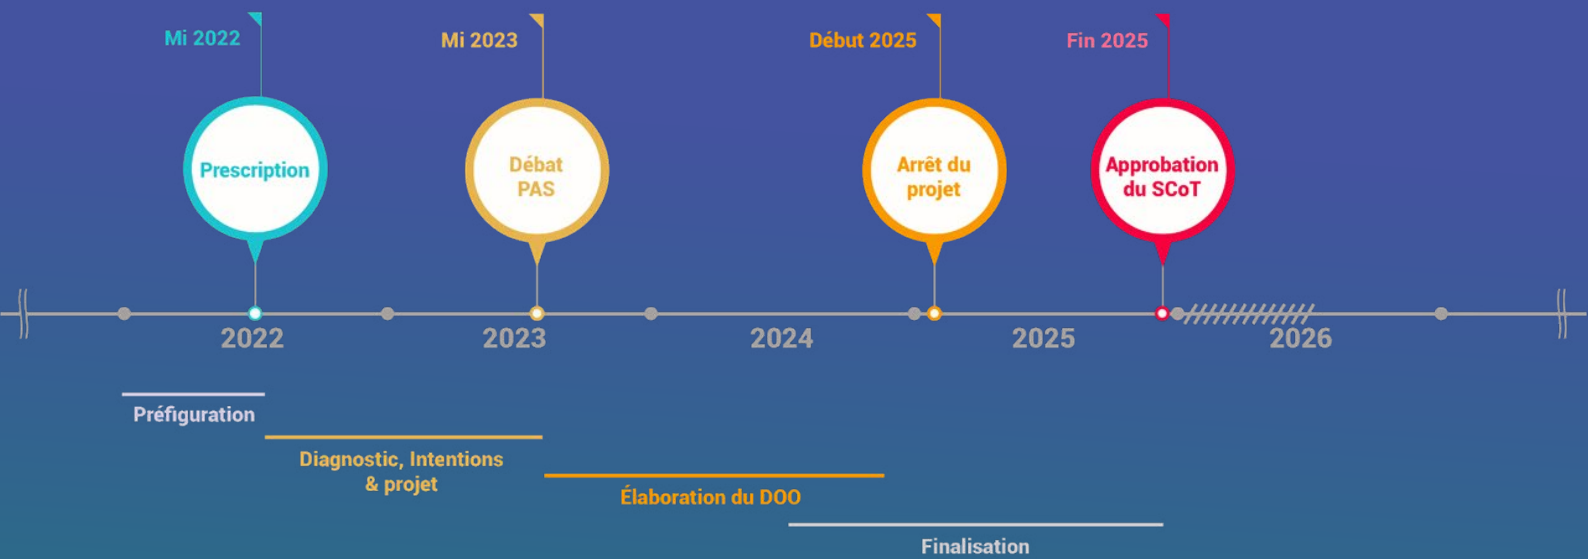 Mi 2022
Mi 2023
Début 2025
Fin 2025
Prescription
Débat
PAS
Arrêt du
projet
Approbation
du SCoT
2022
2023
2024
2025
2026
Préfiguration
Diagnostic, Intentions
& projet
Élaboration du DOO
Finalisation